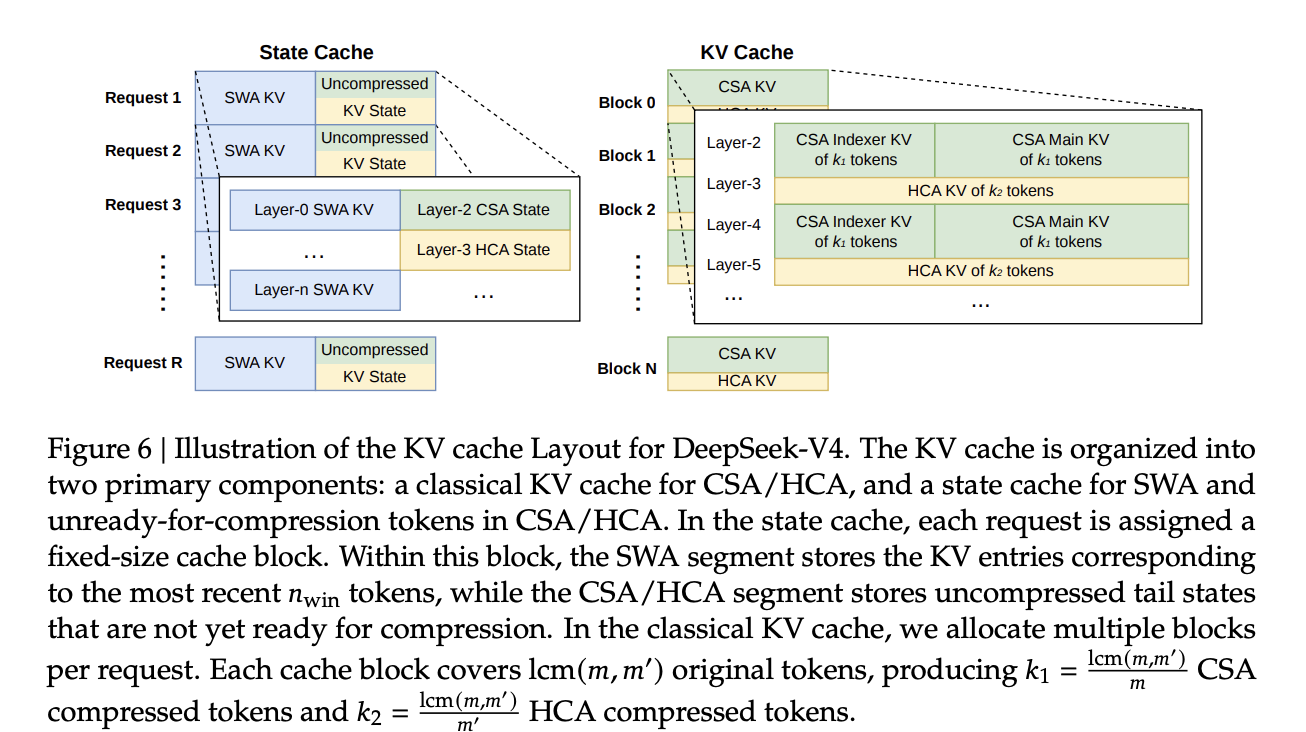 State Cache
Request 1
SWA KV
Uncompressed
KV State
Request 2
SWA KV
Uncompressed
KV State
Request 3
Layer-0 SWA KV
Layer-2 CSA State
...
Layer-3 HCA State
Layer-n SWA KV
...
Request R
SWA KV
Uncompressed
KV State
KV Cache
Block 0
CSA KV
HCA KV
Block 1
Block 2
Layer-2
CSA Indexer KV
of k₁ tokens
CSA Main KV
of k₁ tokens
Layer-3
HCA KV of k₂ tokens
Layer-4
CSA Indexer KV
of k₁ tokens
CSA Main KV
of k₁ tokens
Layer-5
HCA KV of k₂ tokens
...
...
Block N
CSA KV
HCA KV
Figure 6 | Illustration of the KV cache Layout for DeepSeek-V4. The KV cache is organized into
two primary components: a classical KV cache for CSA/HCA, and a state cache for SWA and
unready-for-compression tokens in CSA/HCA. In the state cache, each request is assigned a
fixed-size cache block. Within this block, the SWA segment stores the KV entries corresponding
to the most recent n_win tokens, while the CSA/HCA segment stores uncompressed tail states
that are not yet ready for compression. In the classical KV cache, we allocate multiple blocks
per request. Each cache block covers lcm(m, m′) original tokens, producing k₁ = lcm(m,m′)/m CSA
compressed tokens and k₂ = lcm(m,m′)/m′ HCA compressed tokens.